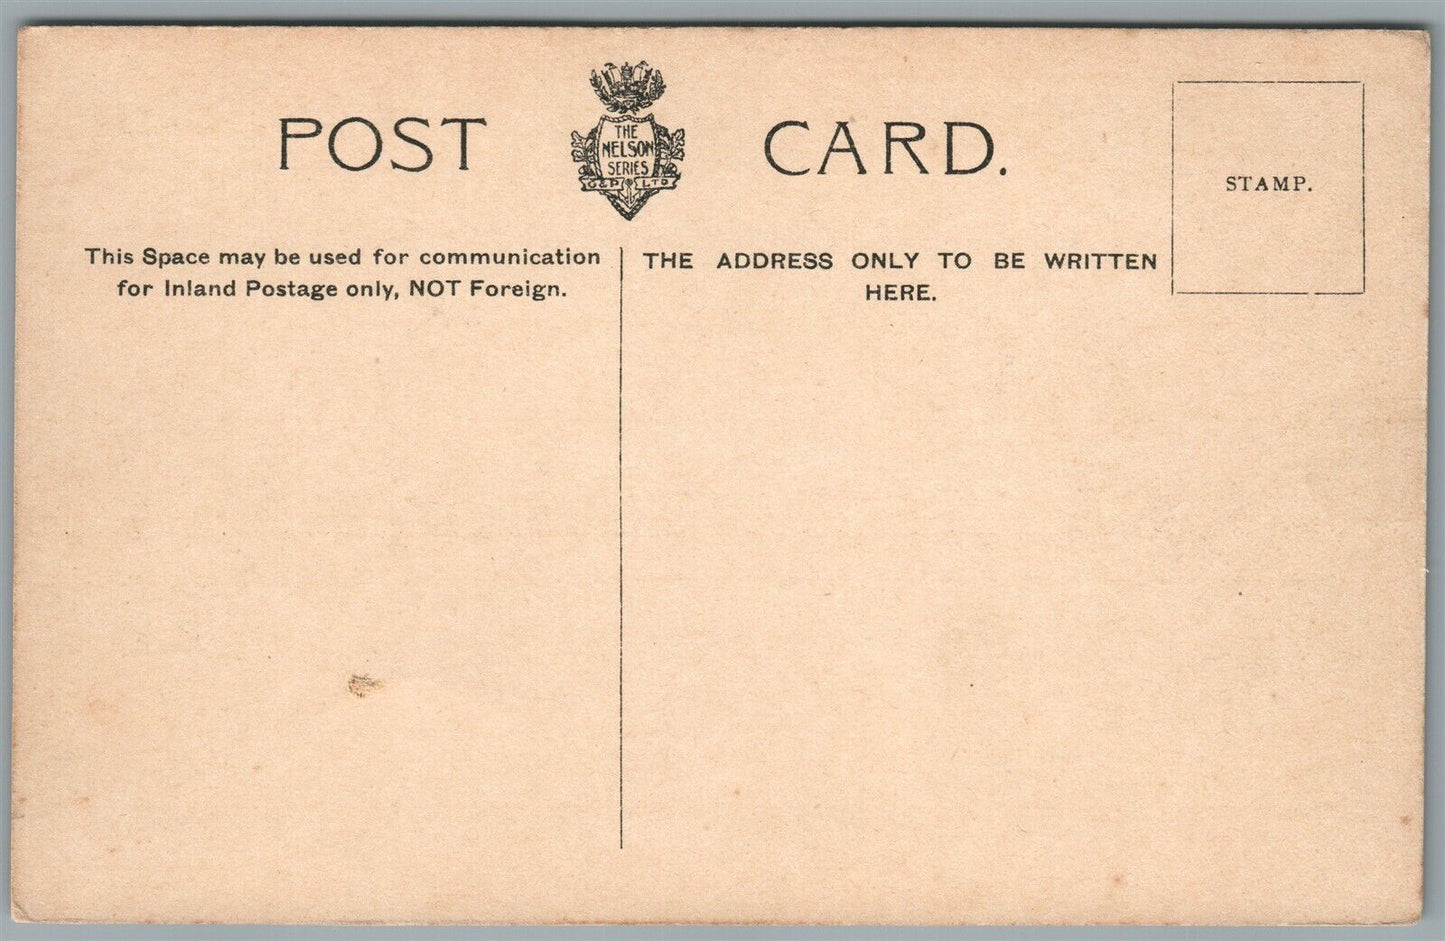 POST CARD.
THE
NELSON
SERIES
G&P LTD
STAMP.
This Space may be used for communication
for Inland Postage only, NOT Foreign.
THE ADDRESS ONLY TO BE WRITTEN
HERE.